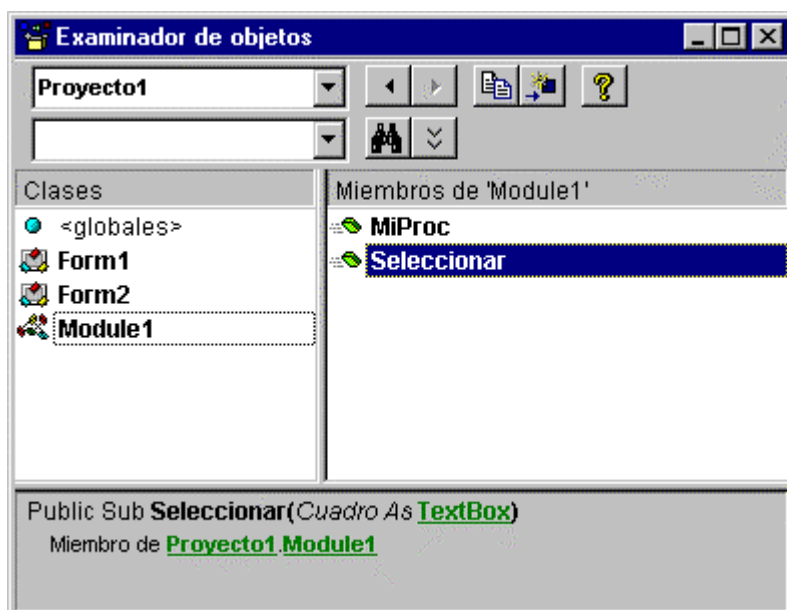 Examinador de objetos
Proyecto1
Clases
Miembros de 'Module1'
<globales>
Form1
Form2
Module1
MiProc
Seleccionar
Public Sub Seleccionar(Cuadro As TextBox)
Miembro de Proyecto1.Module1